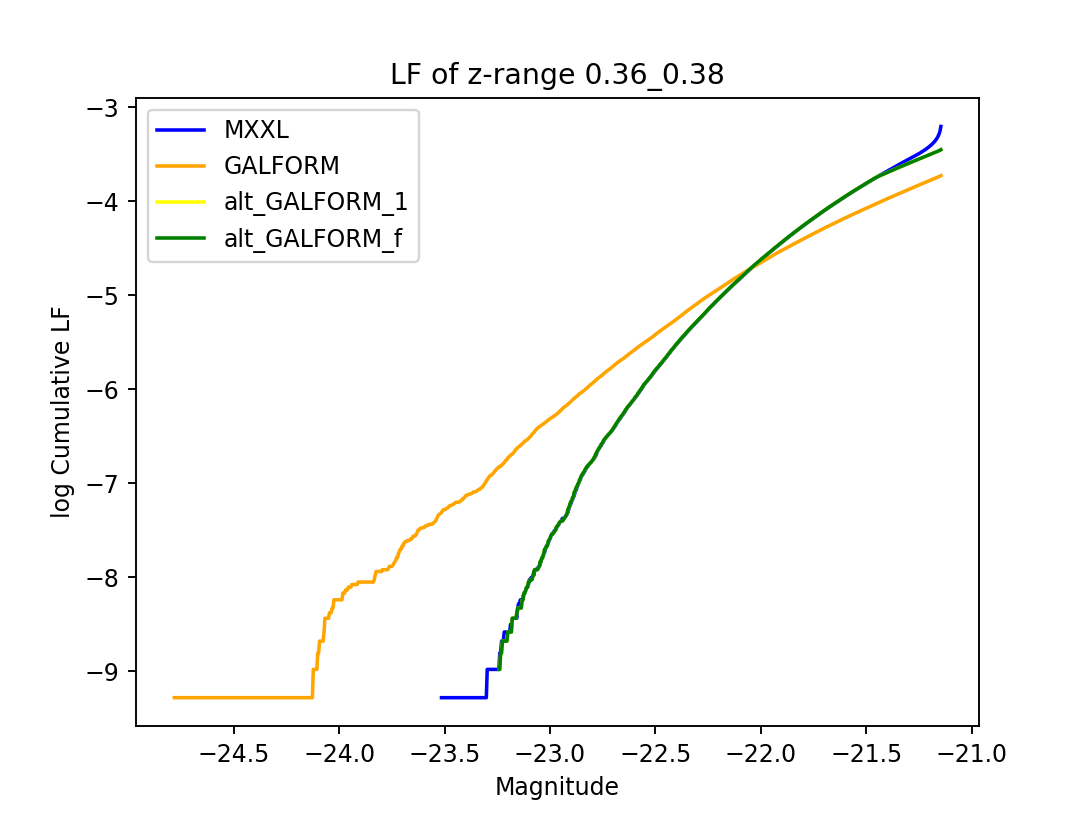 LF of z-range 0.36_0.38
−3
−4
−5
−6
−7
−8
−9
log Cumulative LF
MXXL
GALFORM
alt_GALFORM_1
alt_GALFORM_f
−24.5 −24.0 −23.5 −23.0 −22.5 −22.0 −21.5 −21.0
Magnitude